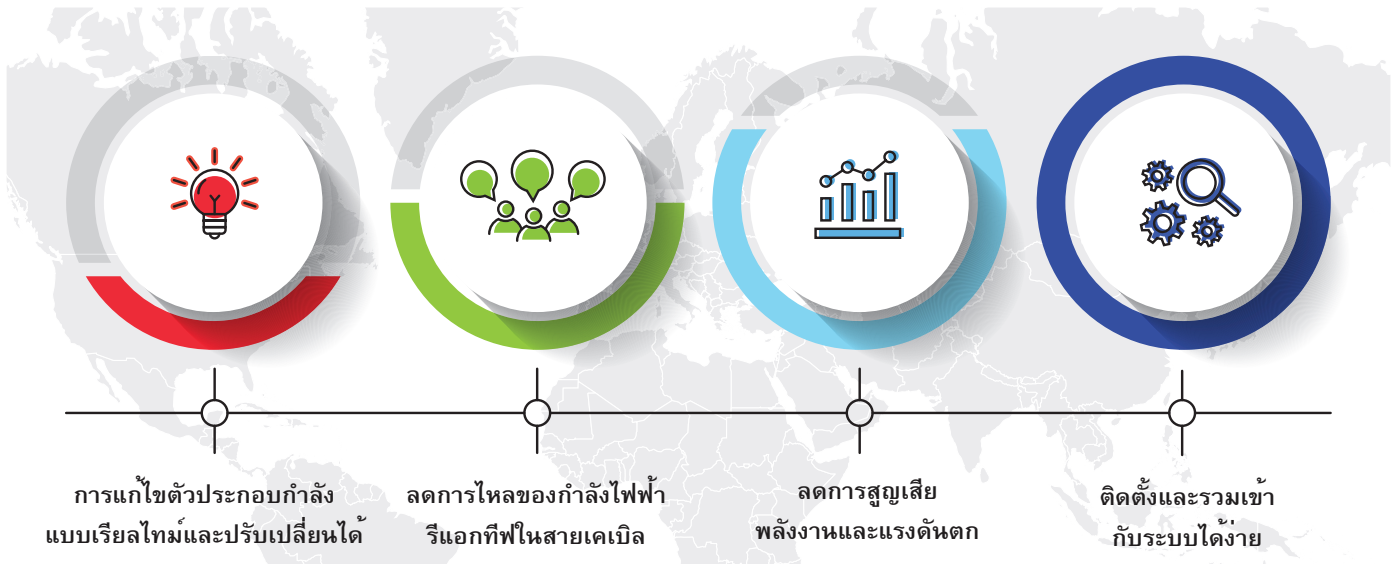 การแก้ไขตัวประกอบกำลัง
แบบเรียลไทม์และปรับเปลี่ยนได้
ลดการไหลของกำลังไฟฟ้า
รีแอกทีฟในสายเคเบิล
ลดการสูญเสีย
พลังงานและแรงดันตก
ติดตั้งและรวมเข้า
กับระบบได้ง่าย